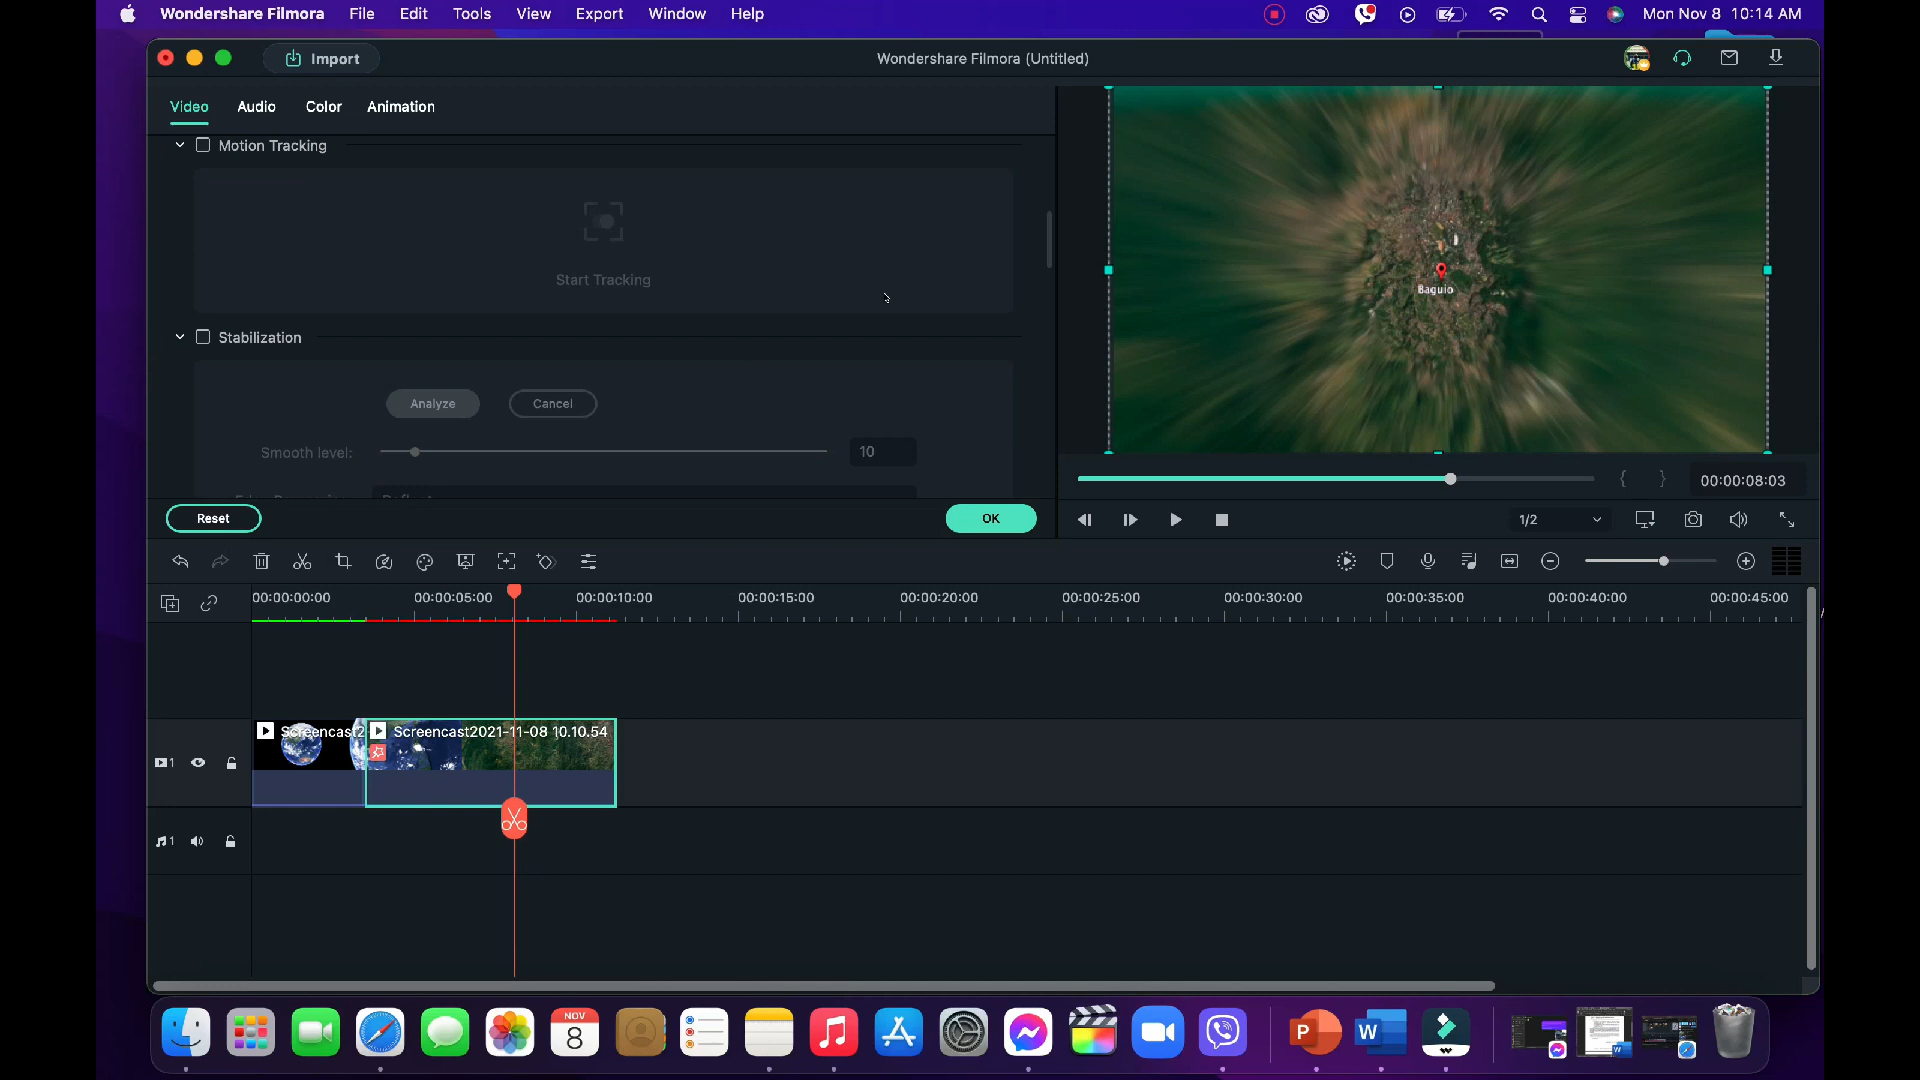 Wondershare Filmora File Edit Tools View Export Window Help Mon Nov 8 10:14 AM
Import Wondershare Filmora (Untitled)
Video Audio Color Animation
Motion Tracking
Start Tracking
Baguio
Stabilization
Analyze Cancel
Smooth level: 10
00:00:08:03
Reset OK 1/2
00:00:00:00 00:00:05:00 00:00:10:00 00:00:15:00 00:00:20:00 00:00:25:00 00:00:30:00 00:00:35:00 00:00:40:00 00:00:45:00
Screencast2 Screencast2021-11-08 10.10.54
1
1
NOV
8
P W